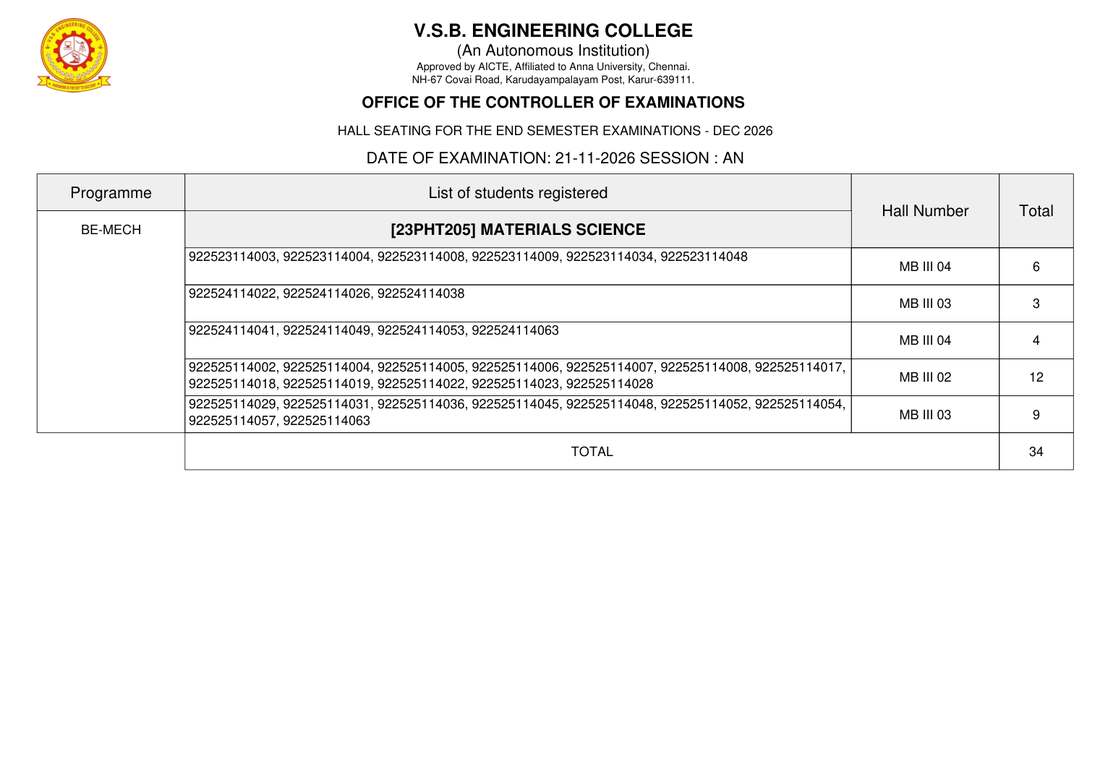 V.S.B. ENGINEERING COLLEGE
(An Autonomous Institution)
Approved by AICTE, Affiliated to Anna University, Chennai.
NH-67 Covai Road, Karudayampalayam Post, Karur-639111.
OFFICE OF THE CONTROLLER OF EXAMINATIONS
HALL SEATING FOR THE END SEMESTER EXAMINATIONS - DEC 2026
DATE OF EXAMINATION: 21-11-2026 SESSION : AN
Programme List of students registered Hall Number Total
BE-MECH [23PHT205] MATERIALS SCIENCE
922523114003, 922523114004, 922523114008, 922523114009, 922523114034, 922523114048 MB III 04 6
922524114022, 922524114026, 922524114038 MB III 03 3
922524114041, 922524114049, 922524114053, 922524114063 MB III 04 4
922525114002, 922525114004, 922525114005, 922525114006, 922525114007, 922525114008, 922525114017,
922525114018, 922525114019, 922525114022, 922525114023, 922525114028 MB III 02 12
922525114029, 922525114031, 922525114036, 922525114045, 922525114048, 922525114052, 922525114054,
922525114057, 922525114063 MB III 03 9
TOTAL 34